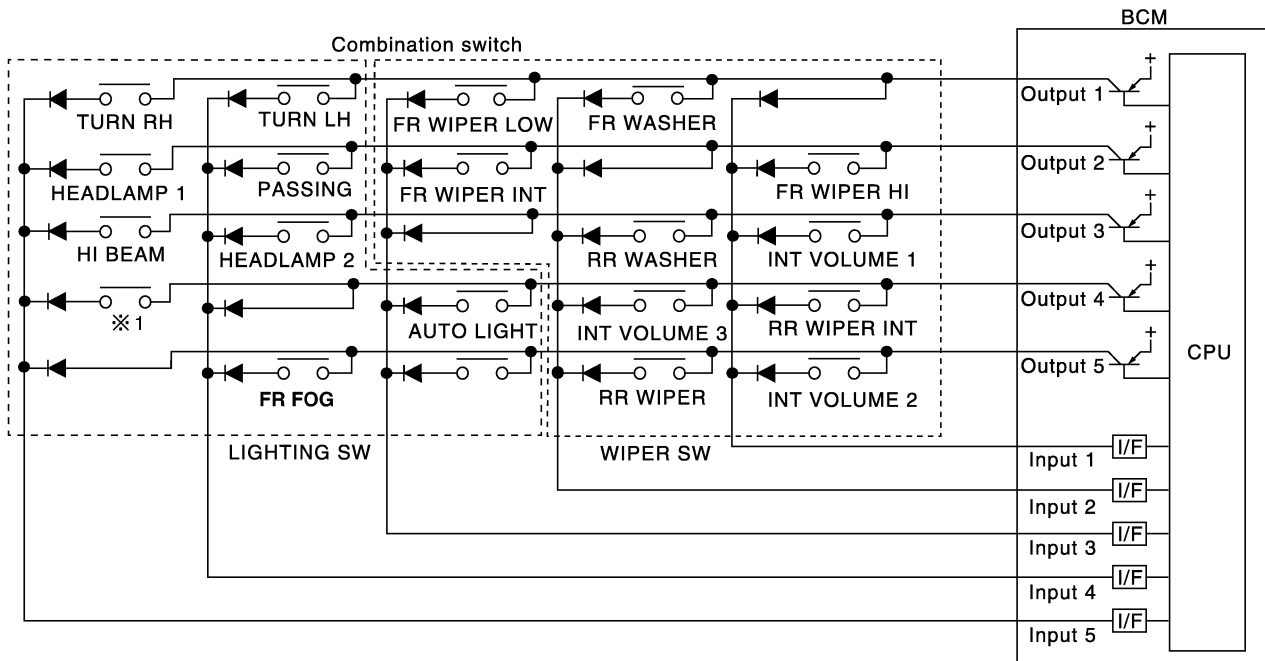 BCM
Combination switch
+
Output 1
TURN RH
TURN LH
FR WIPER LOW
FR WASHER
+
Output 2
HEADLAMP 1
PASSING
FR WIPER INT
FR WIPER HI
+
Output 3
HI BEAM
HEADLAMP 2
RR WASHER
INT VOLUME 1
+
Output 4
※1
AUTO LIGHT
INT VOLUME 3
RR WIPER INT
+
Output 5
CPU
FR FOG
RR WIPER
INT VOLUME 2
LIGHTING SW
WIPER SW
Input 1
I/F
Input 2
I/F
Input 3
I/F
Input 4
I/F
Input 5
I/F